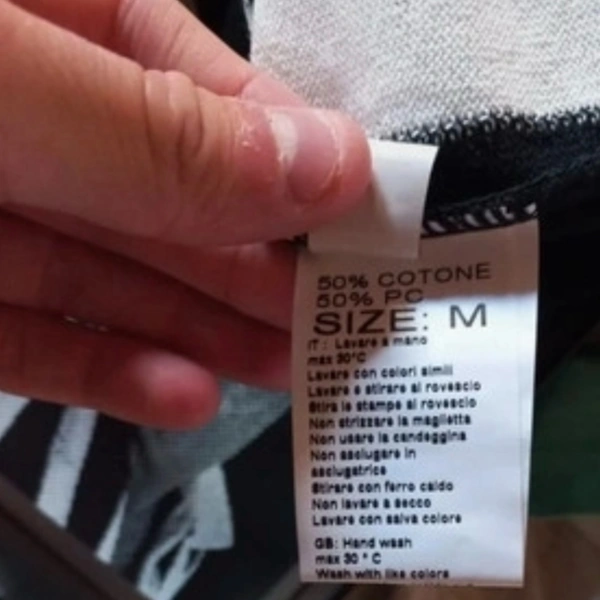 50% COTONE
50% PC
SIZE: M
IT: Lavare a mano
max 30°C
Lavare con colori simili
Lavare e stirare al rovescio
Stira le stampe al rovescio
Non strizzare la maglietta
Non usare la candeggina
Non asciugare in
asciugatrice
Stirare con ferro caldo
Non lavare a secco
Lavare con salva colore
GB: Hand wash
max 30 ° C
Wash with like colors